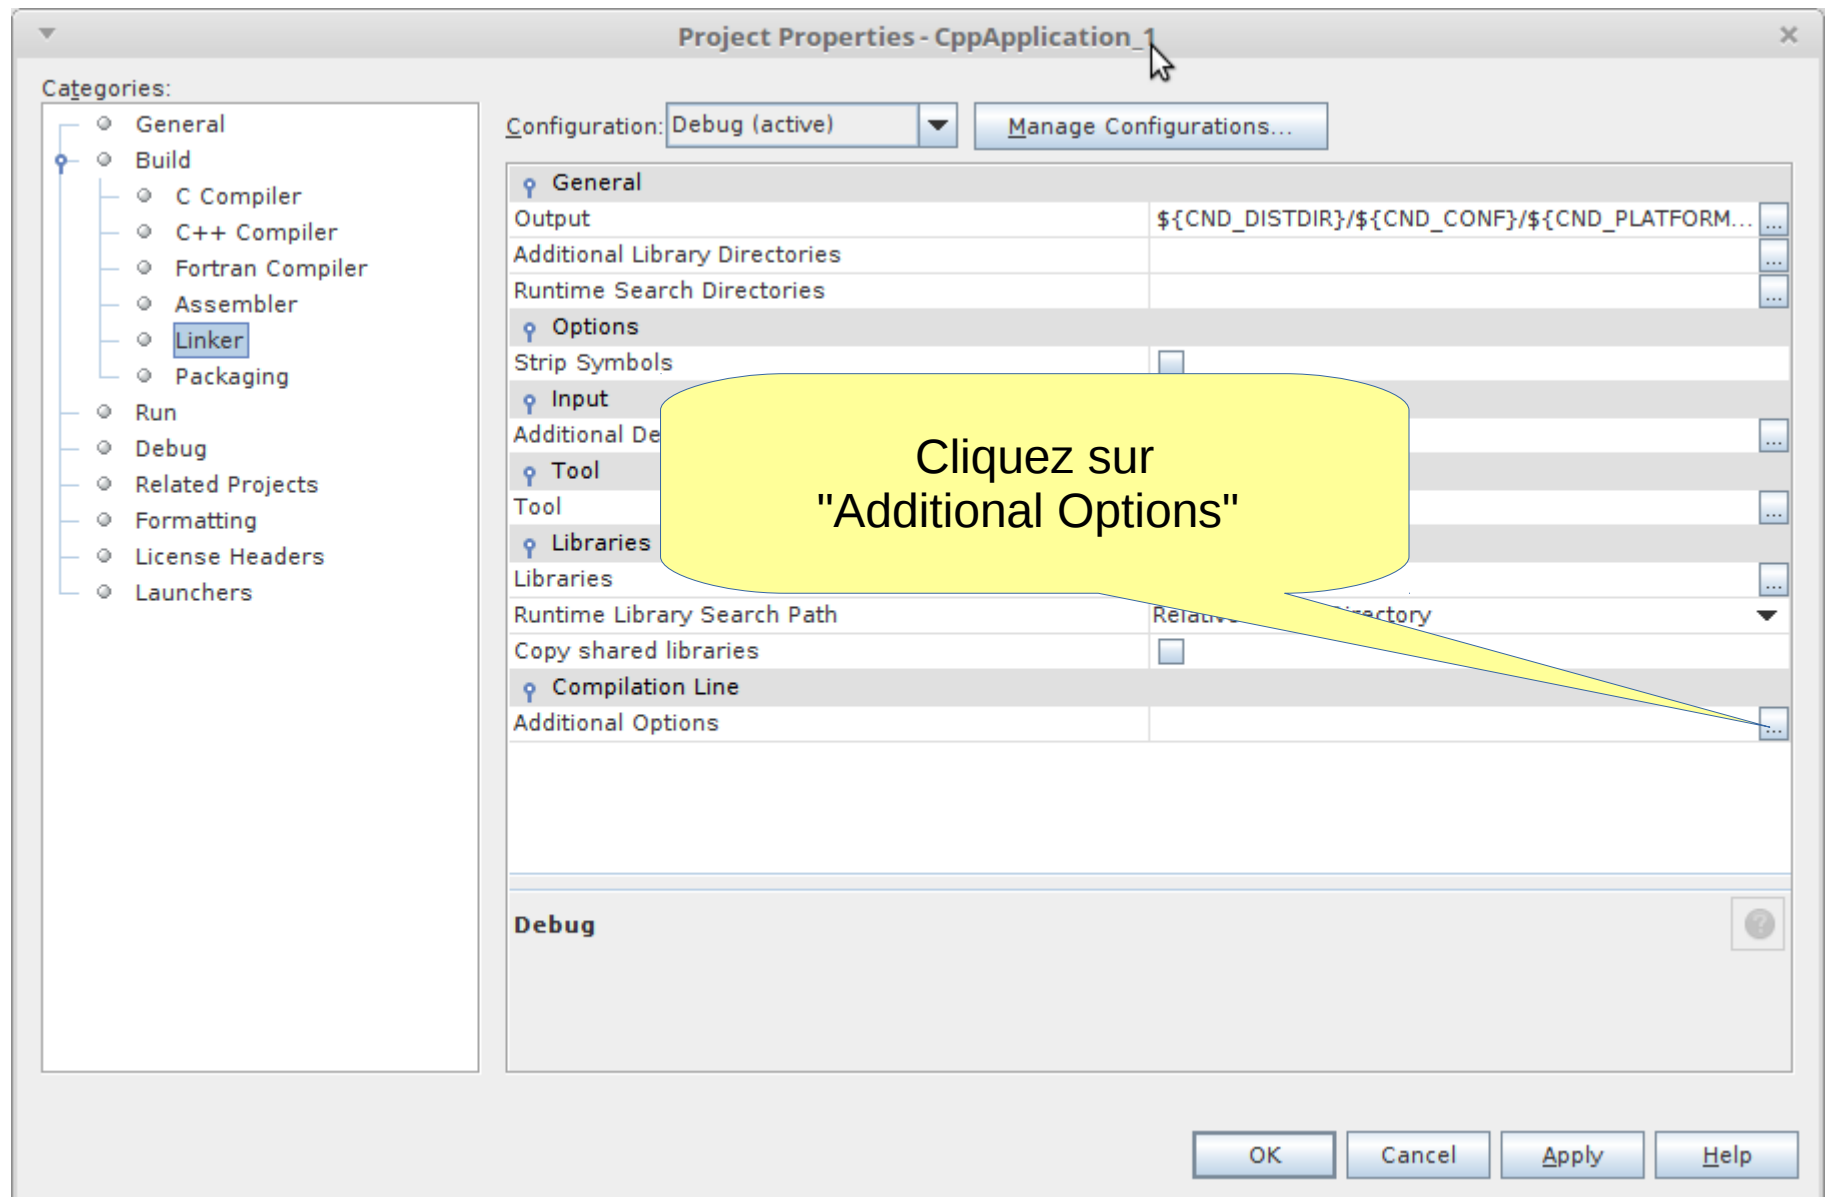 Project Properties - CppApplication_1
Categories:
General
Build
C Compiler
C++ Compiler
Fortran Compiler
Assembler
Linker
Packaging
Run
Debug
Related Projects
Formatting
License Headers
Launchers
Configuration: Debug (active) Manage Configurations...
General
Output ${CND_DISTDIR}/${CND_CONF}/${CND_PLATFORM... ...
Additional Library Directories ...
Runtime Search Directories ...
Options
Strip Symbols
Input
Additional De ...
Tool
Tool ...
Libraries
Libraries ...
Runtime Library Search Path
Copy shared libraries
Compilation Line
Additional Options ...
Cliquez sur
"Additional Options"
Debug
?
OK Cancel Apply Help